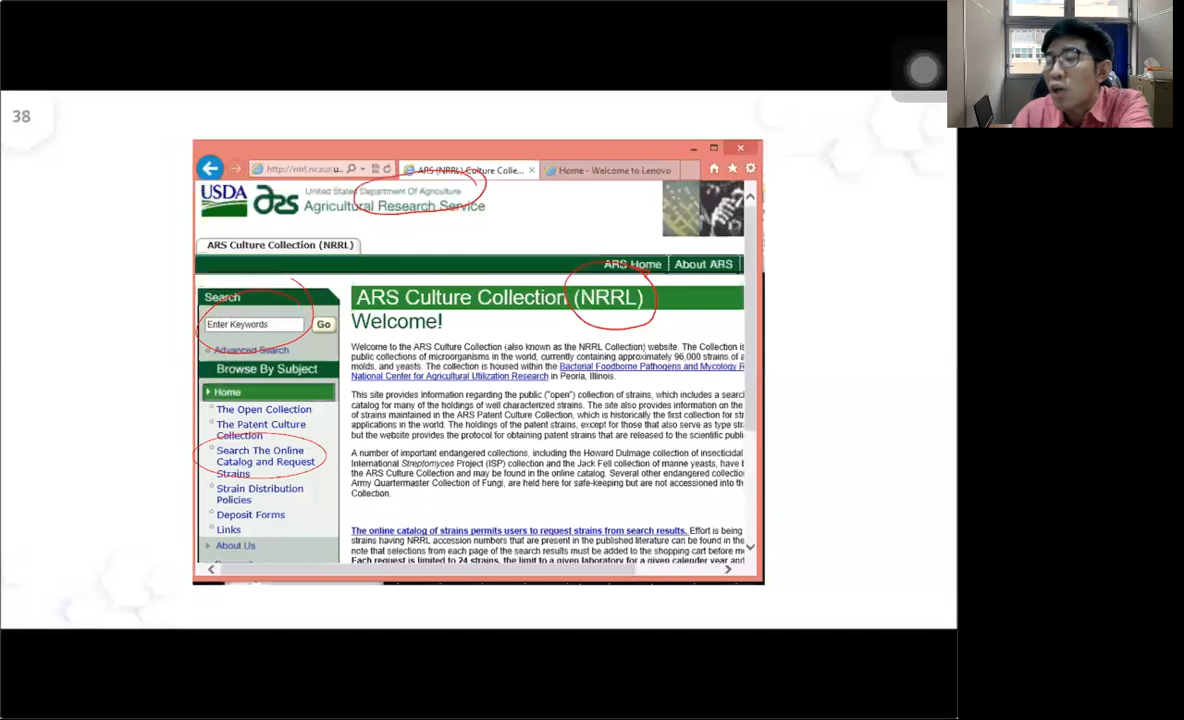 38
http://nrrl.ncaur.u...
ARS (NRRL) Culture Colle...
Home - Welcome to Lenovo
USDA
ars
United States Department Of Agriculture
Agricultural Research Service
ARS Culture Collection (NRRL)
ARS Home
About ARS
Search
Enter Keywords
Go
Advanced Search
Browse By Subject
Home
The Open Collection
The Patent Culture
Collection
Search The Online
Catalog and Request
Strains
Strain Distribution
Policies
Deposit Forms
Links
About Us
ARS Culture Collection (NRRL)
Welcome!
Welcome to the ARS Culture Collection (also known as the NRRL Collection) website. The Collection is
public collections of microorganisms in the world, currently containing approximately 96,000 strains of a
molds, and yeasts. The collection is housed within the Bacterial Foodborne Pathogens and Mycology R
National Center for Agricultural Utilization Research in Peoria, Illinois.
This site provides information regarding the public ("open") collection of strains, which includes a searc
catalog for many of the holdings of well characterized strains. The site also provides information on the
of strains maintained in the ARS Patent Culture Collection, which is historically the first collection for st
applications in the world. The holdings of the patent strains, except for those that also serve as type
but the website provides the protocol for obtaining patent strains that are released to the scientific publi
A number of important endangered collections, including the Howard Dulmage collection of insecticidal
International Streptomyces Project (ISP) collection and the Jack Fell collection of marine yeasts, have
the ARS Culture Collection and may be found in the online catalog. Several other endangered collectio
Army Quartermaster Collection of Fungi, are held here for safe-keeping but are not accessioned into the
Collection.
The online catalog of strains permits users to request strains from search results. Effort is being
strains having NRRL accession numbers that are present in the published literature can be found in the
note that selections from each page of the search results must be added to the shopping cart before m
Each request is limited to 24 strains, the limit to a given laboratory for a given calender year and